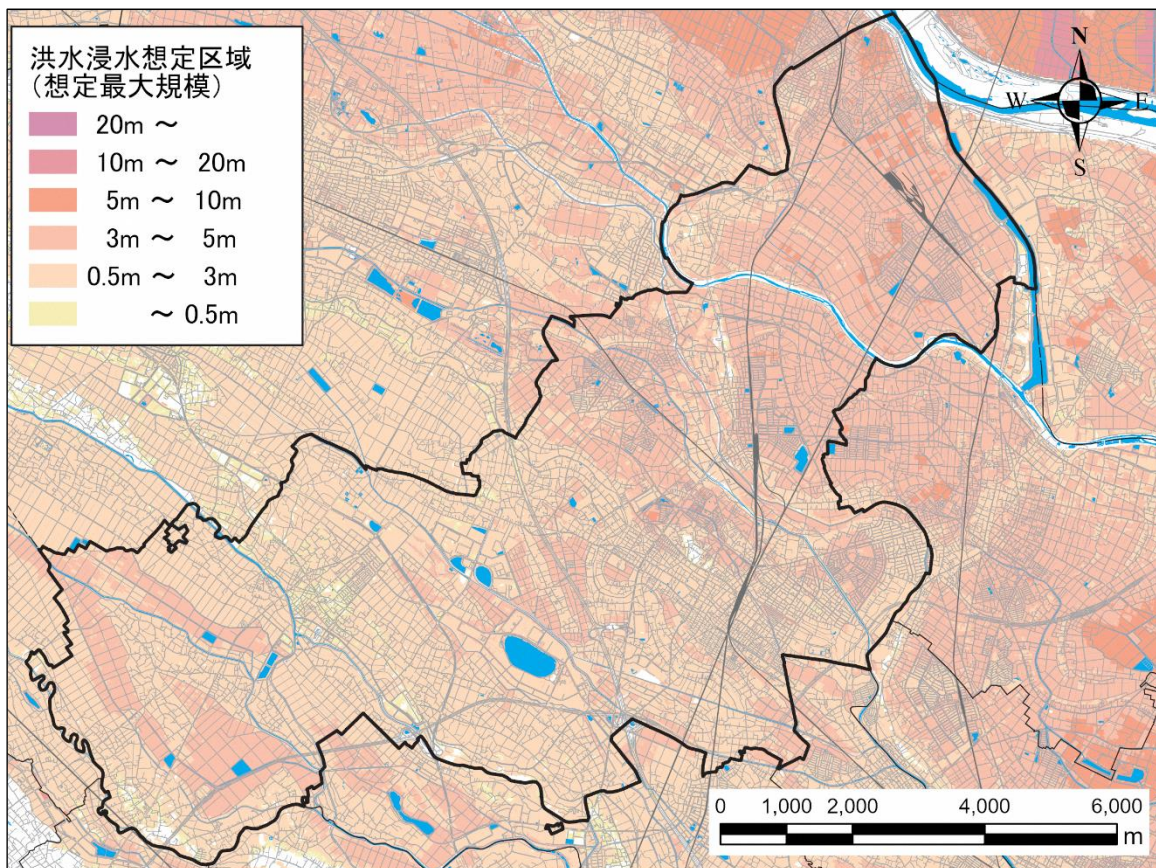 洪水浸水想定区域
(想定最大規模)
20m ～
10m ～ 20m
5m ～ 10m
3m ～ 5m
0.5m ～ 3m
～ 0.5m
N
W E
S
0 1,000 2,000 4,000 6,000
m